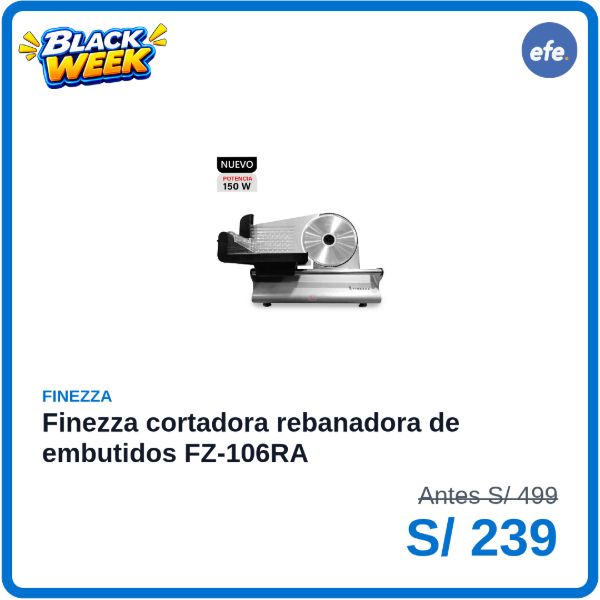 BLACK
WEEK
efe.
NUEVO
POTENCIA
150 W
FINEZZA
Finezza cortadora rebanadora de
embutidos FZ-106RA
Antes S/ 499
S/ 239